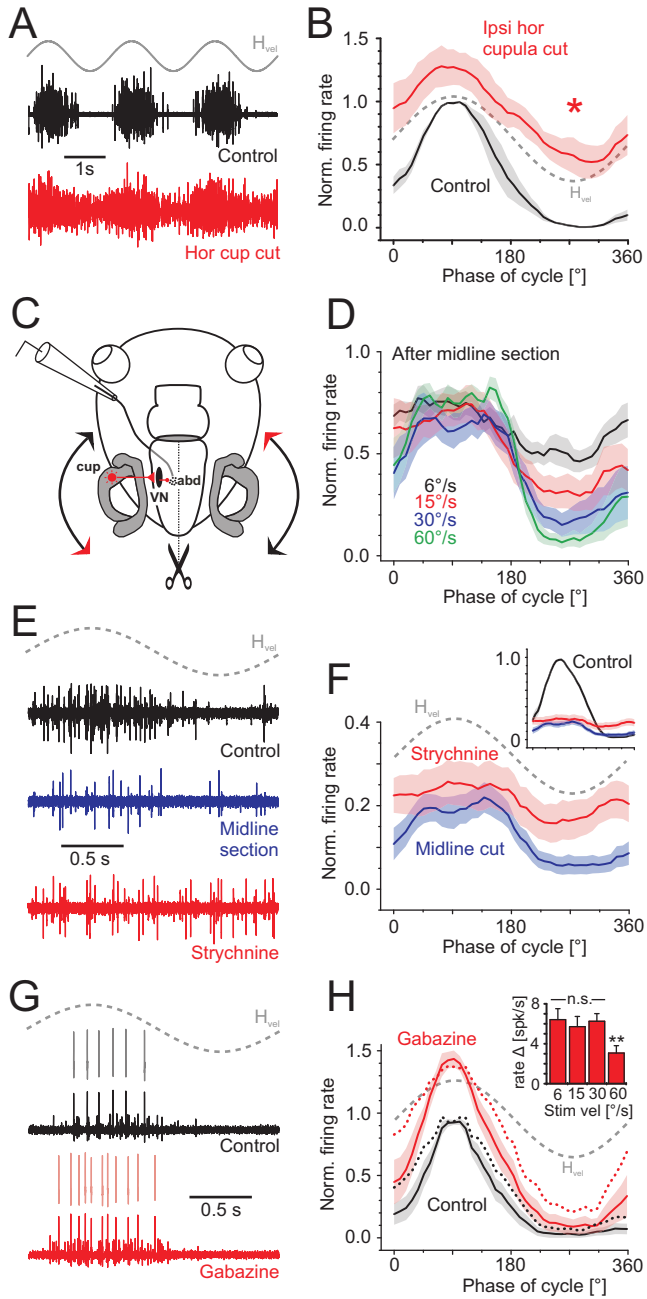 A
H_vel
Control
1s
Hor cup cut
B
Ipsi hor
cupula cut
*
Control
H_vel
Norm. firing rate
1.5
1.0
0.5
0.0
0
180
360
Phase of cycle [°]
C
cup
VN
abd
D
After midline section
6°/s
15°/s
30°/s
60°/s
Norm. firing rate
1.0
0.5
0.0
0
180
360
Phase of cycle [°]
E
H_vel
Control
Midline
section
0.5 s
Strychnine
F
Control
1.0
0
H_vel
Strychnine
Midline cut
Norm. firing rate
0.4
0.2
0.0
0
180
360
Phase of cycle [°]
G
H_vel
Control
0.5 s
Gabazine
H
n.s.
**
rate Δ [spk/s]
8
4
0
6 15 30 60
Stim vel [°/s]
Gabazine
H_vel
Control
Norm. firing rate
1.5
1.0
0.5
0.0
0
180
360
Phase of cycle [°]